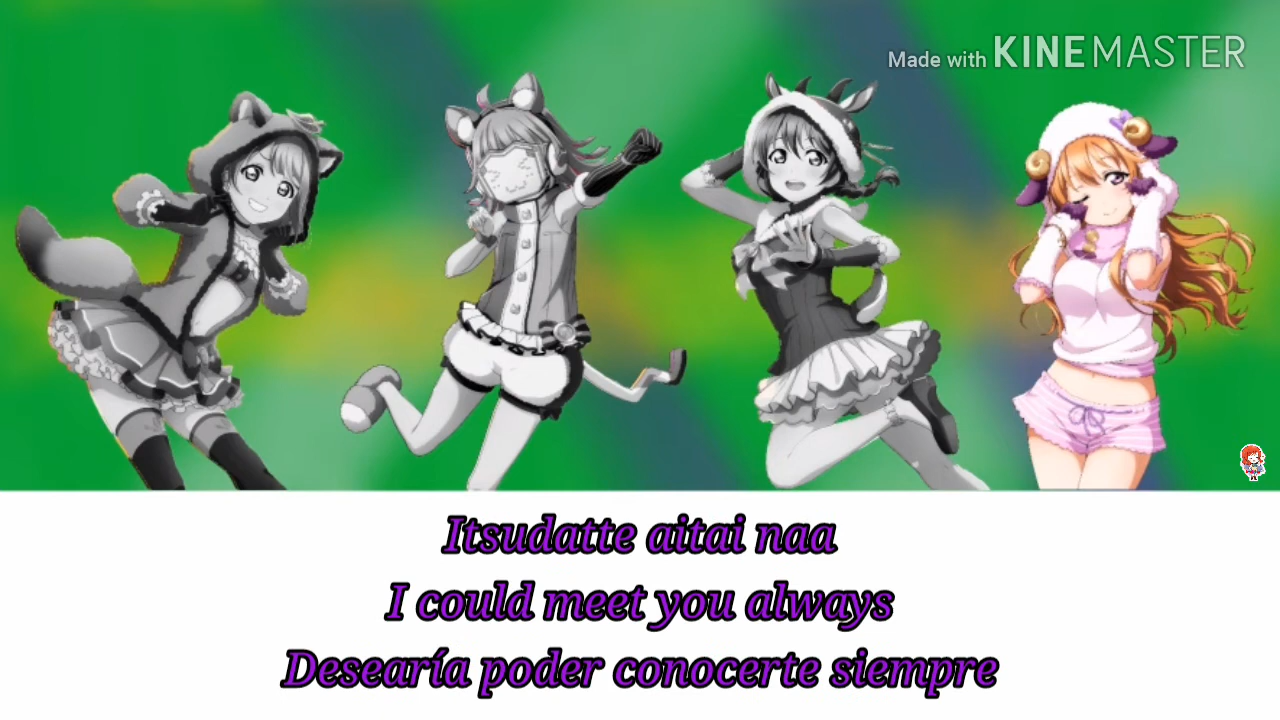 Made with KINEMASTER
Itsudatte aitai naa
I could meet you always
Desearía poder conocerte siempre